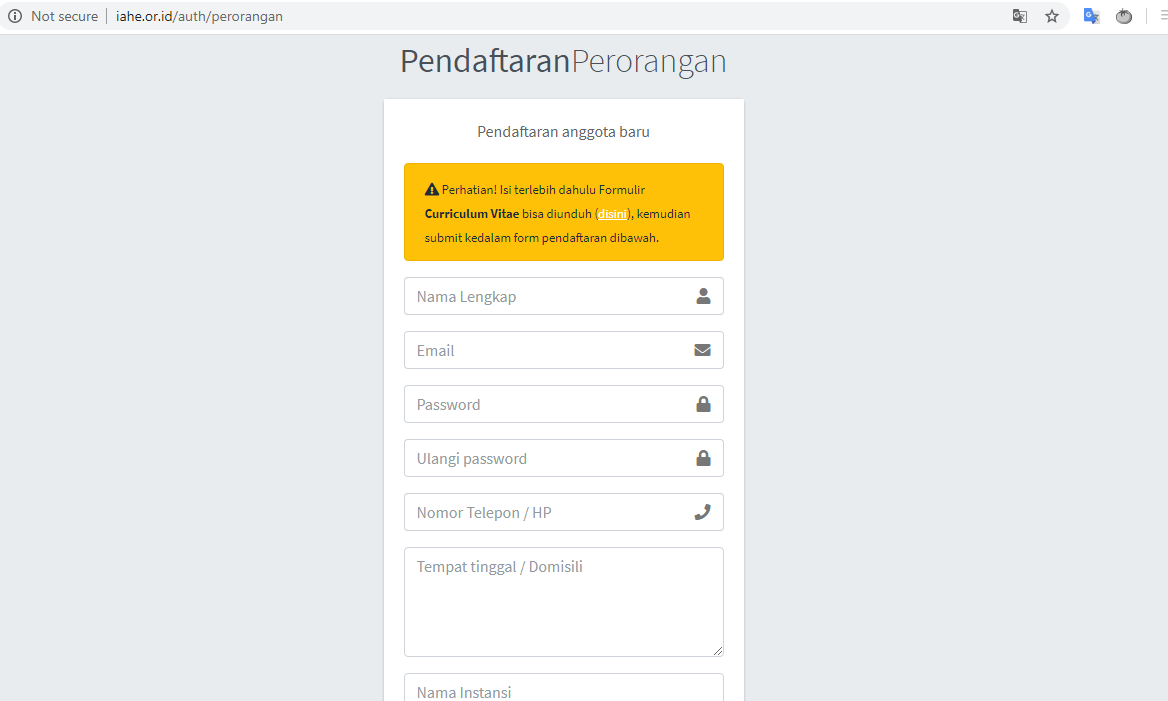 Not secure iahe.or.id/auth/perorangan
PendaftaranPerorangan
Pendaftaran anggota baru
Perhatian! Isi terlebih dahulu Formulir
Curriculum Vitae bisa diunduh (disini), kemudian
submit kedalam form pendaftaran dibawah.
Nama Lengkap
Email
Password
Ulangi password
Nomor Telepon / HP
Tempat tinggal / Domisili
Nama Instansi